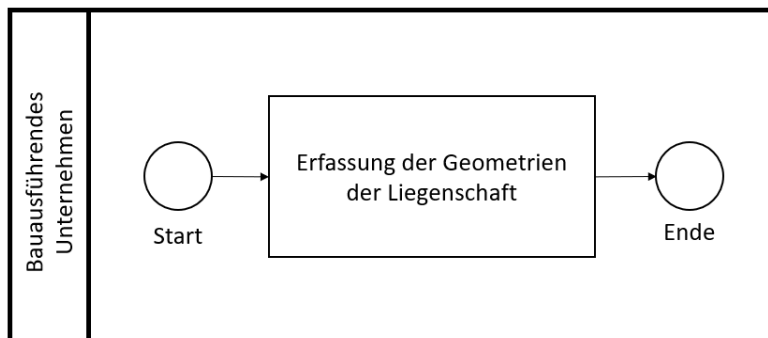 Bauausführendes
Unternehmen
Start
Erfassung der Geometrien
der Liegenschaft
Ende